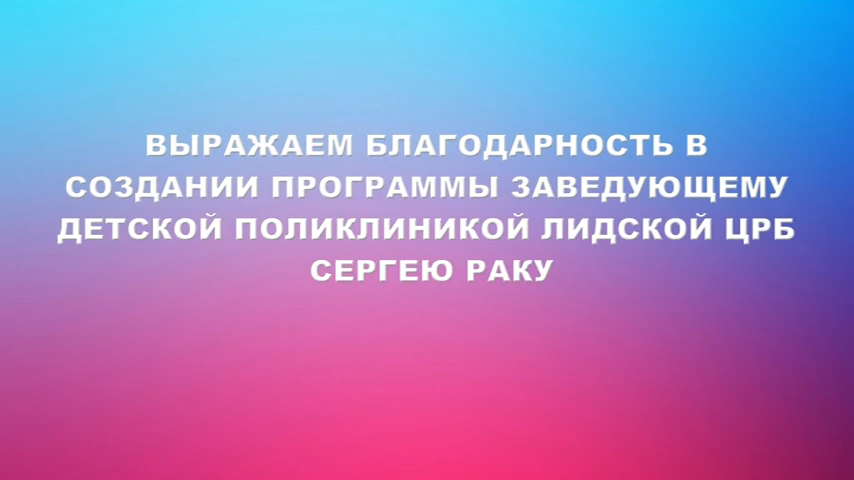 ВЫРАЖАЕМ БЛАГОДАРНОСТЬ В
СОЗДАНИИ ПРОГРАММЫ ЗАВЕДУЮЩЕМУ
ДЕТСКОЙ ПОЛИКЛИНИКОЙ ЛИДСКОЙ ЦРБ
СЕРГЕЮ РАКУ